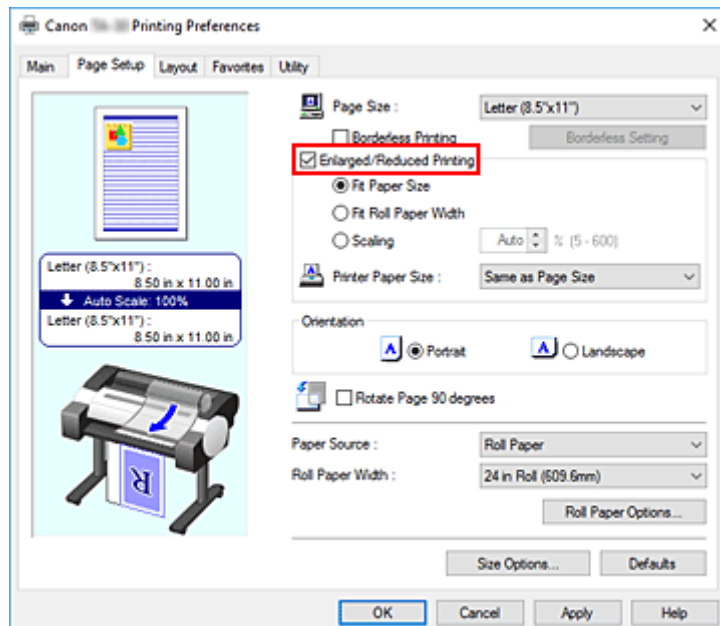 Canon Printing Preferences
Main Page Setup Layout Favorites Utility
Page Size : Letter (8.5"x11")
Borderless Printing Borderless Setting
Enlarged/Reduced Printing
Fit Paper Size
Fit Roll Paper Width
Scaling Auto % (5 - 600)
Printer Paper Size : Same as Page Size
Letter (8.5"x11") :
8.50 in x 11.00 in
Auto Scale: 100%
Letter (8.5"x11") :
8.50 in x 11.00 in
Orientation
A Portrait A Landscape
Rotate Page 90 degrees
Paper Source : Roll Paper
Roll Paper Width : 24 in Roll (609.6mm)
Roll Paper Options...
R
Size Options... Defaults
OK Cancel Apply Help